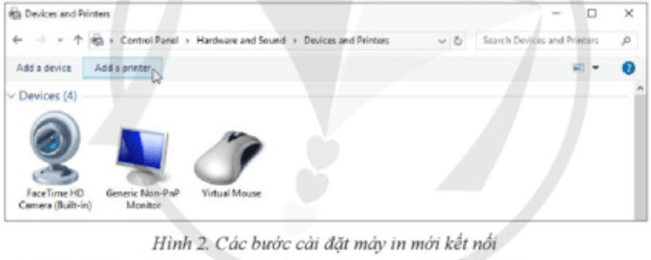 Devices and Printers
Control Panel > Hardware and Sound > Devices and Printers
Search Devices and Printers
Add a device
Add a printer
Devices (4)
FaceTime HD
Camera (Built-in)
Generic Non-PnP
Monitor
Virtual Mouse
Hình 2. Các bước cài đặt máy in mới kết nối